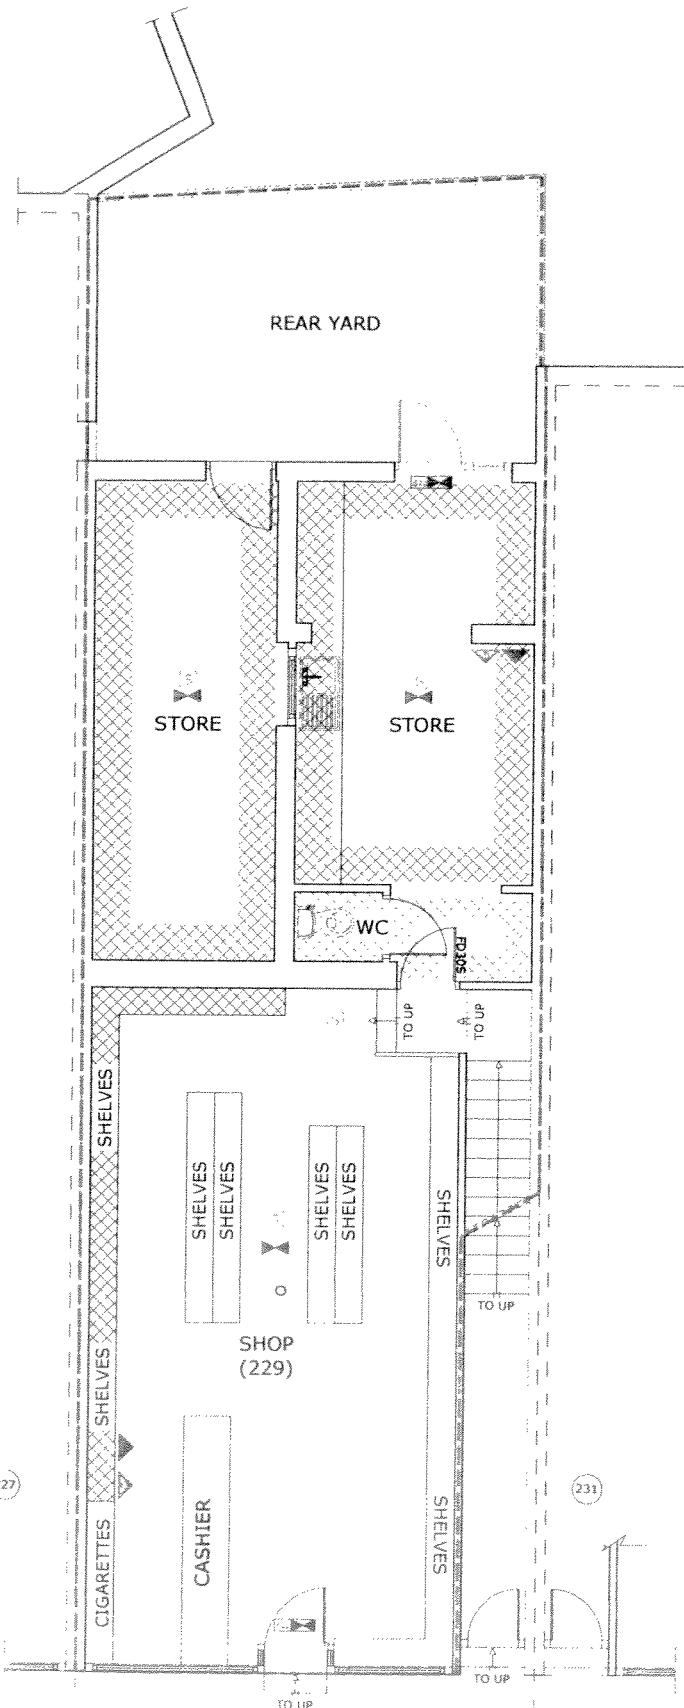 REAR YARD
STORE
STORE
WC
FD30S
TO UP
TO UP
SHELVES
SHELVES
SHELVES
SHELVES
SHELVES
SHELVES
TO UP
SHOP
(229)
SHELVES
27
231
CASHIER
SHELVES
CIGARETTES
TO UP
TO UP